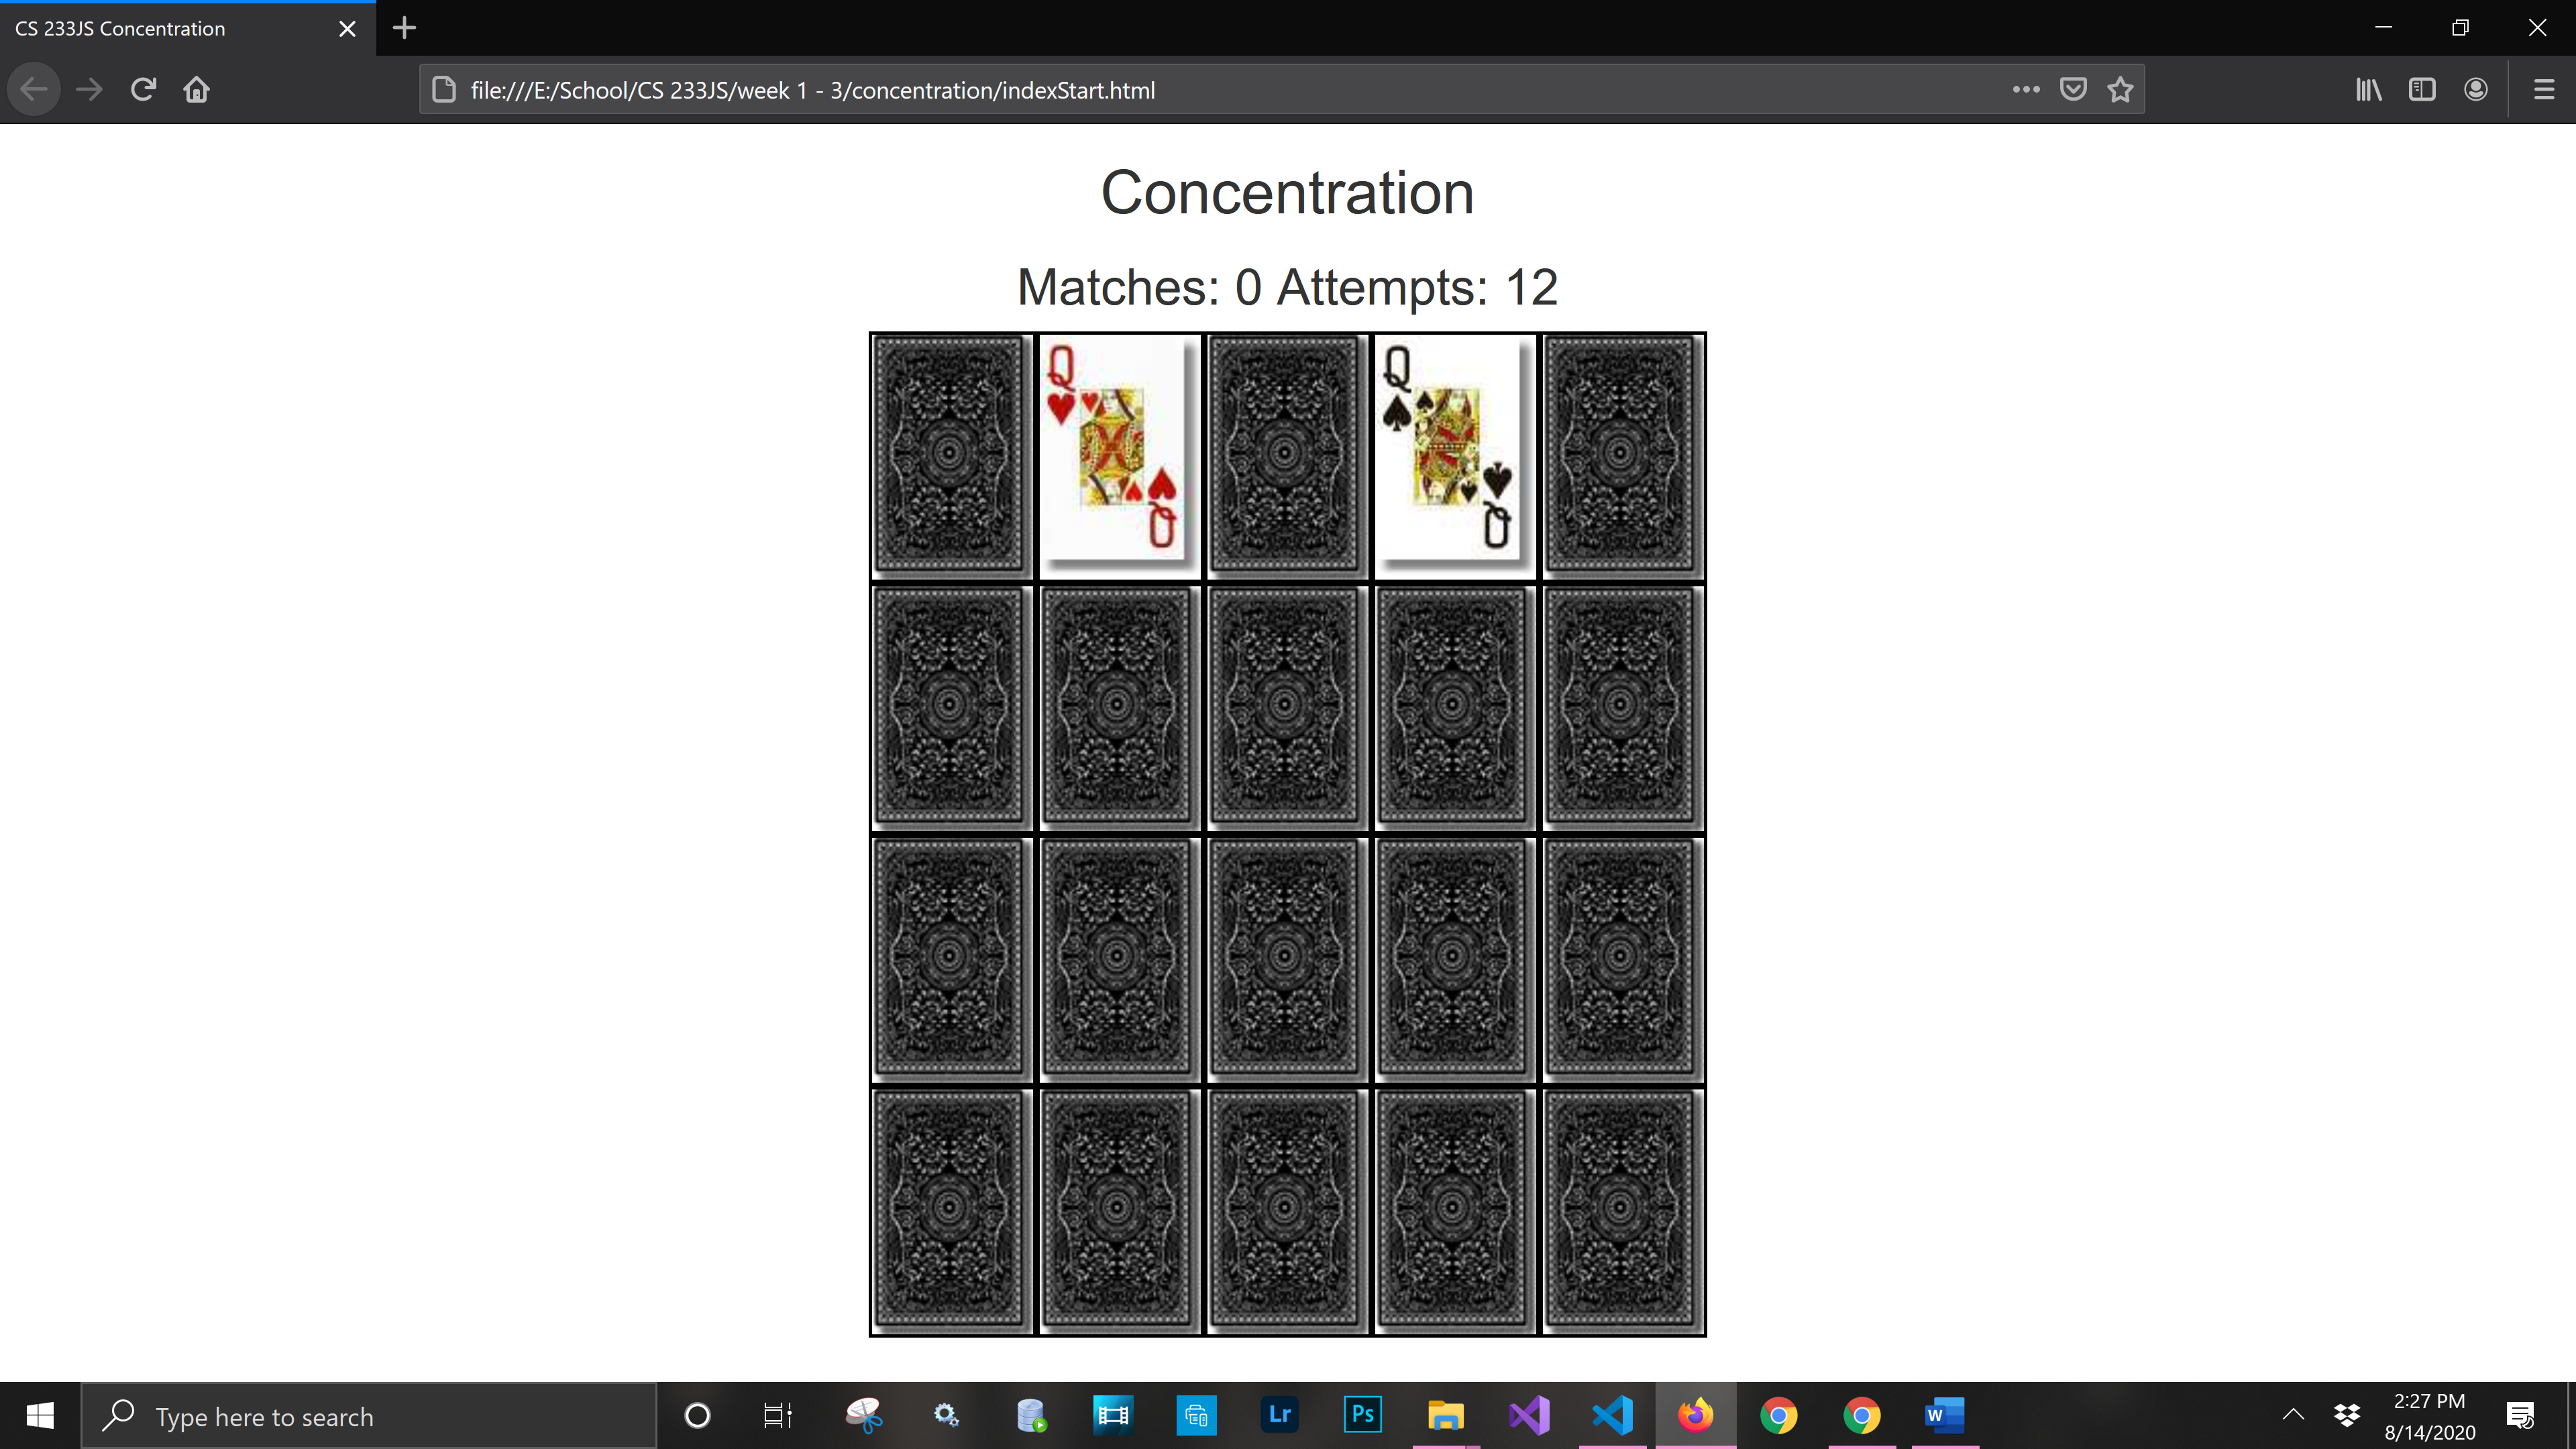 CS 233JS Concentration
file:///E:/School/CS 233JS/week 1 - 3/concentration/indexStart.html
Concentration
Matches: 0 Attempts: 12
Q Q
Q Q
Type here to search
Lr
Ps
W
2:27 PM
8/14/2020